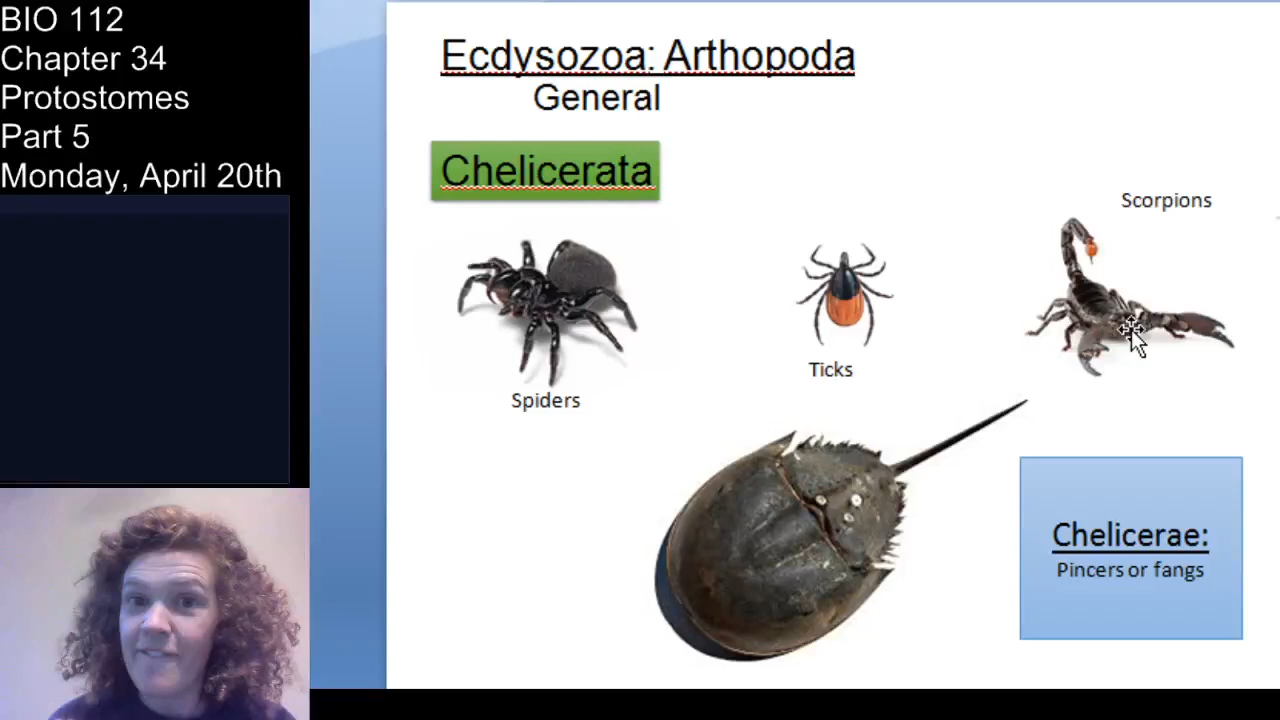 BIO 112
Chapter 34
Protostomes
Part 5
Monday, April 20th
Ecdysozoa: Arthopoda
General
Chelicerata
Scorpions
Ticks
Spiders
Chelicerae:
Pincers or fangs